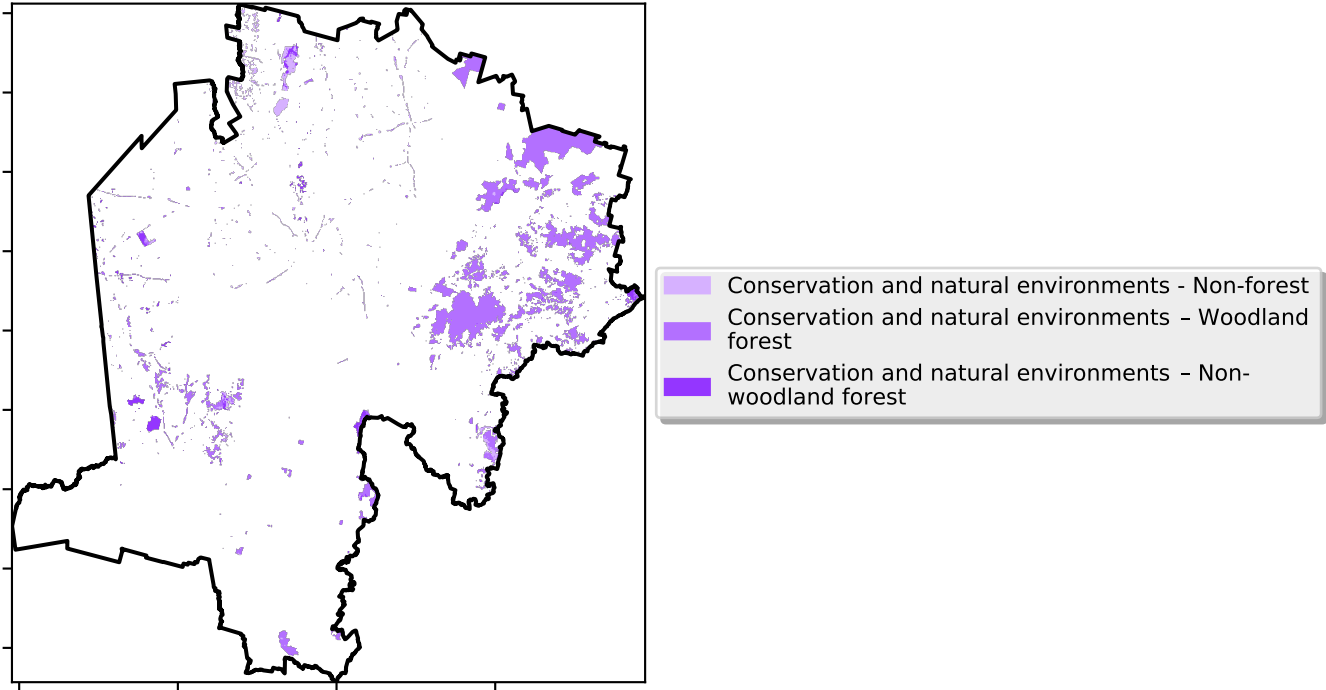 Conservation and natural environments - Non-forest
Conservation and natural environments – Woodland
forest
Conservation and natural environments – Non-
woodland forest